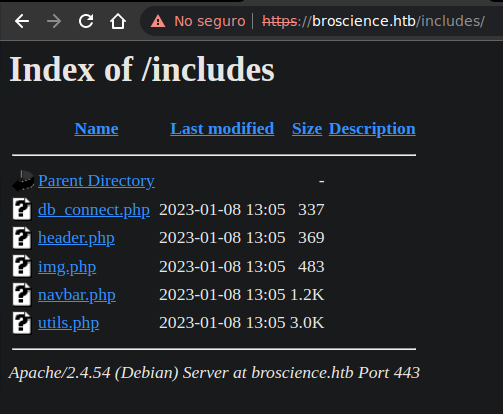 No seguro https://broscience.htb/includes/
Index of /includes
Name Last modified Size Description
Parent Directory -
db_connect.php 2023-01-08 13:05 337
header.php 2023-01-08 13:05 369
img.php 2023-01-08 13:05 483
navbar.php 2023-01-08 13:05 1.2K
utils.php 2023-01-08 13:05 3.0K
Apache/2.4.54 (Debian) Server at broscience.htb Port 443